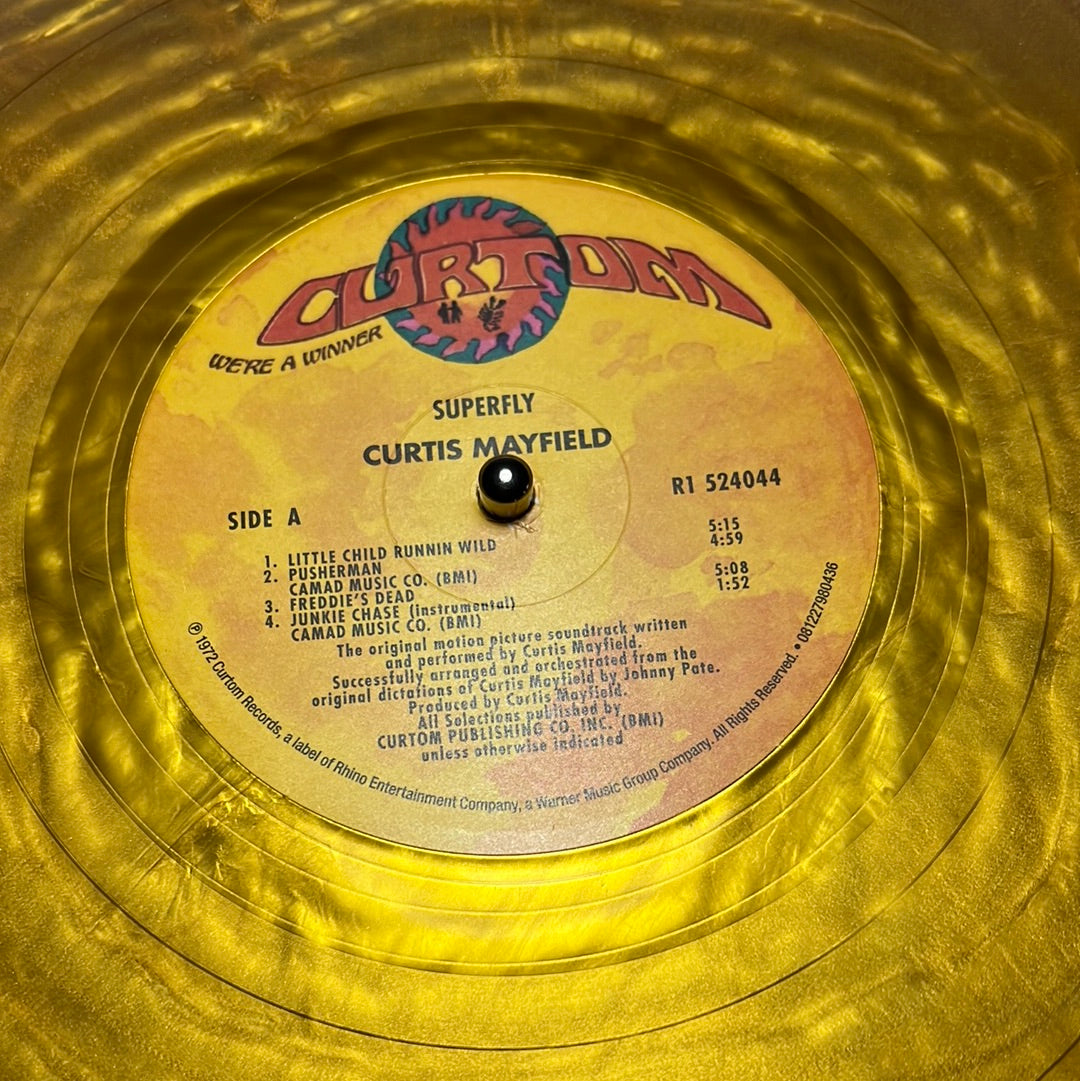 CURTOM
WE'RE A WINNER
SUPERFLY
CURTIS MAYFIELD
R1 524044
SIDE A
1. LITTLE CHILD RUNNIN WILD 5:15
2. PUSHERMAN 4:59
CAMAD MUSIC CO. (BMI)
3. FREDDIE'S DEAD 5:08
4. JUNKIE CHASE (instrumental) 1:52
CAMAD MUSIC CO. (BMI)
The original motion picture soundtrack written
and performed by Curtis Mayfield.
Successfully arranged and orchestrated from the
original dictations of Curtis Mayfield by Johnny Pate.
Produced by Curtis Mayfield.
All Selections published by
CURTOM PUBLISHING CO. INC. (BMI)
unless otherwise indicated
℗ 1972 Curtom Records, a label of Rhino Entertainment Company, a Warner Music Group Company. All Rights Reserved. • 081227980436